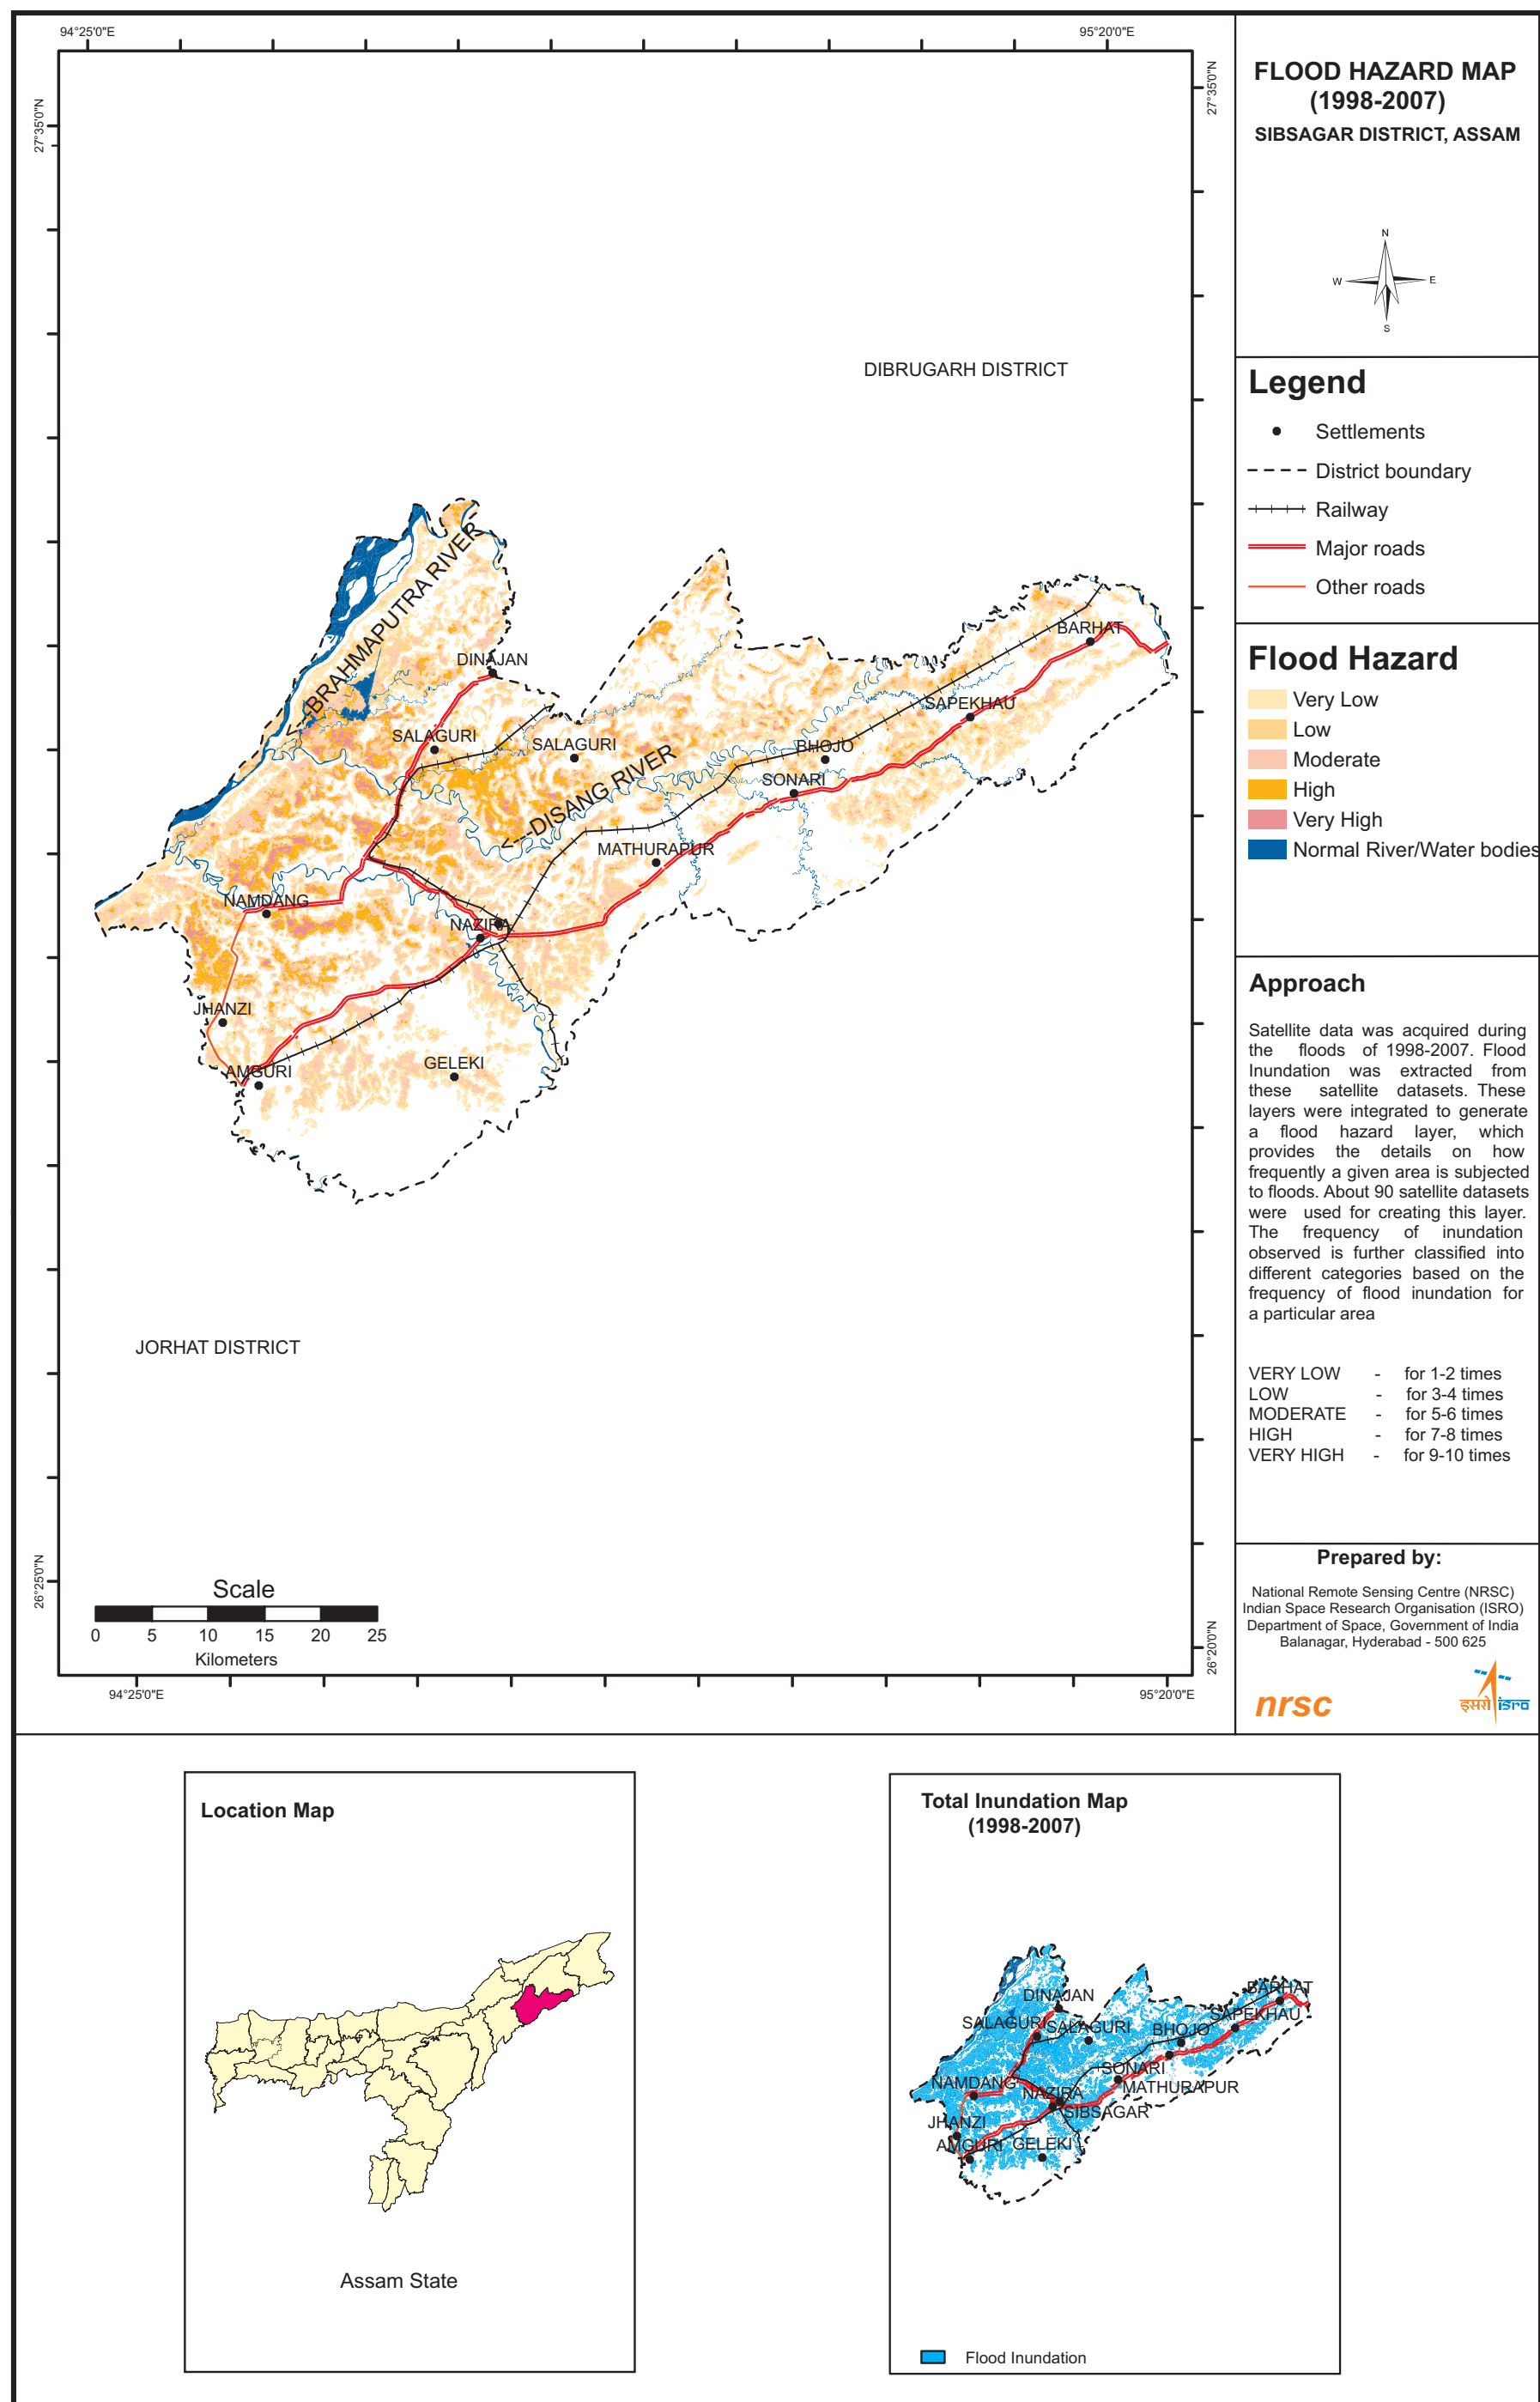 94°25'0"E
95°20'0"E
27°35'0"N
27°35'0"N
DIBRUGARH DISTRICT
<---BRAHMAPUTRA RIVER
DINAJAN
BARHAT
SALAGURI
SALAGURI
SAPEKHAU
BHOJO
<---DISANG RIVER
SONARI
MATHURAPUR
NAMDANG
NAZIRA
JHANZI
AMGURI
GELEKI
JORHAT DISTRICT
26°25'0"N
26°20'0"N
Scale
0 5 10 15 20 25
Kilometers
94°25'0"E
95°20'0"E
FLOOD HAZARD MAP
(1998-2007)
SIBSAGAR DISTRICT, ASSAM
N
W E
S
Legend
Settlements
District boundary
Railway
Major roads
Other roads
Flood Hazard
Very Low
Low
Moderate
High
Very High
Normal River/Water bodies
Approach
Satellite data was acquired during
the floods of 1998-2007. Flood
Inundation was extracted from
these satellite datasets. These
layers were integrated to generate
a flood hazard layer, which
provides the details on how
frequently a given area is subjected
to floods. About 90 satellite datasets
were used for creating this layer.
The frequency of inundation
observed is further classified into
different categories based on the
frequency of flood inundation for
a particular area
VERY LOW - for 1-2 times
LOW - for 3-4 times
MODERATE - for 5-6 times
HIGH - for 7-8 times
VERY HIGH - for 9-10 times
Prepared by:
National Remote Sensing Centre (NRSC)
Indian Space Research Organisation (ISRO)
Department of Space, Government of India
Balanagar, Hyderabad - 500 625
nrsc
इसरो isro
Location Map
Assam State
Total Inundation Map
(1998-2007)
BARHAT
DINAJAN
SAPEKHAU
SALAGURI
SALAGURI
BHOJO
SONARI
NAMDANG
MATHURAPUR
NAZIRA
SIBSAGAR
JHANZI
AMGURI
GELEKI
Flood Inundation